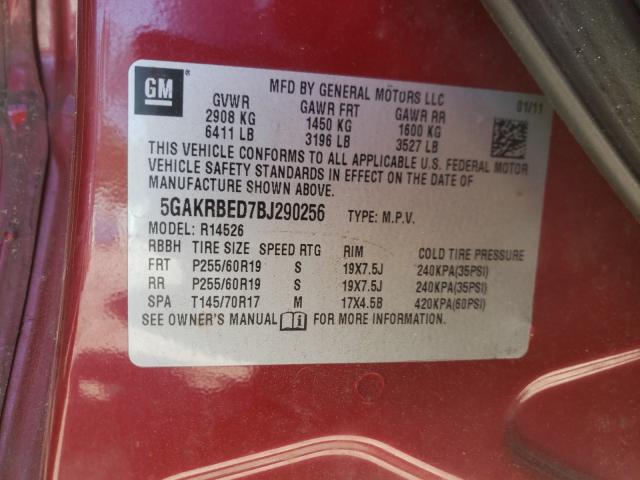 GM ®
MFD BY GENERAL MOTORS LLC
01/11
GVWR GAWR FRT GAWR RR
2908 KG 1450 KG 1600 KG
6411 LB 3196 LB 3527 LB
THIS VEHICLE CONFORMS TO ALL APPLICABLE U.S. FEDERAL MOTOR
VEHICLE SAFETY STANDARDS IN EFFECT ON THE DATE OF
MANUFACTURE SHOWN ABOVE.
5GAKRBED7BJ290256 TYPE: M.P.V.
MODEL: R14526
RBBH TIRE SIZE SPEED RTG RIM COLD TIRE PRESSURE
FRT P255/60R19 S 19X7.5J 240KPA(35PSI)
RR P255/60R19 S 19X7.5J 240KPA(35PSI)
SPA T145/70R17 M 17X4.5B 420KPA(60PSI)
SEE OWNER'S MANUAL FOR MORE INFORMATION.